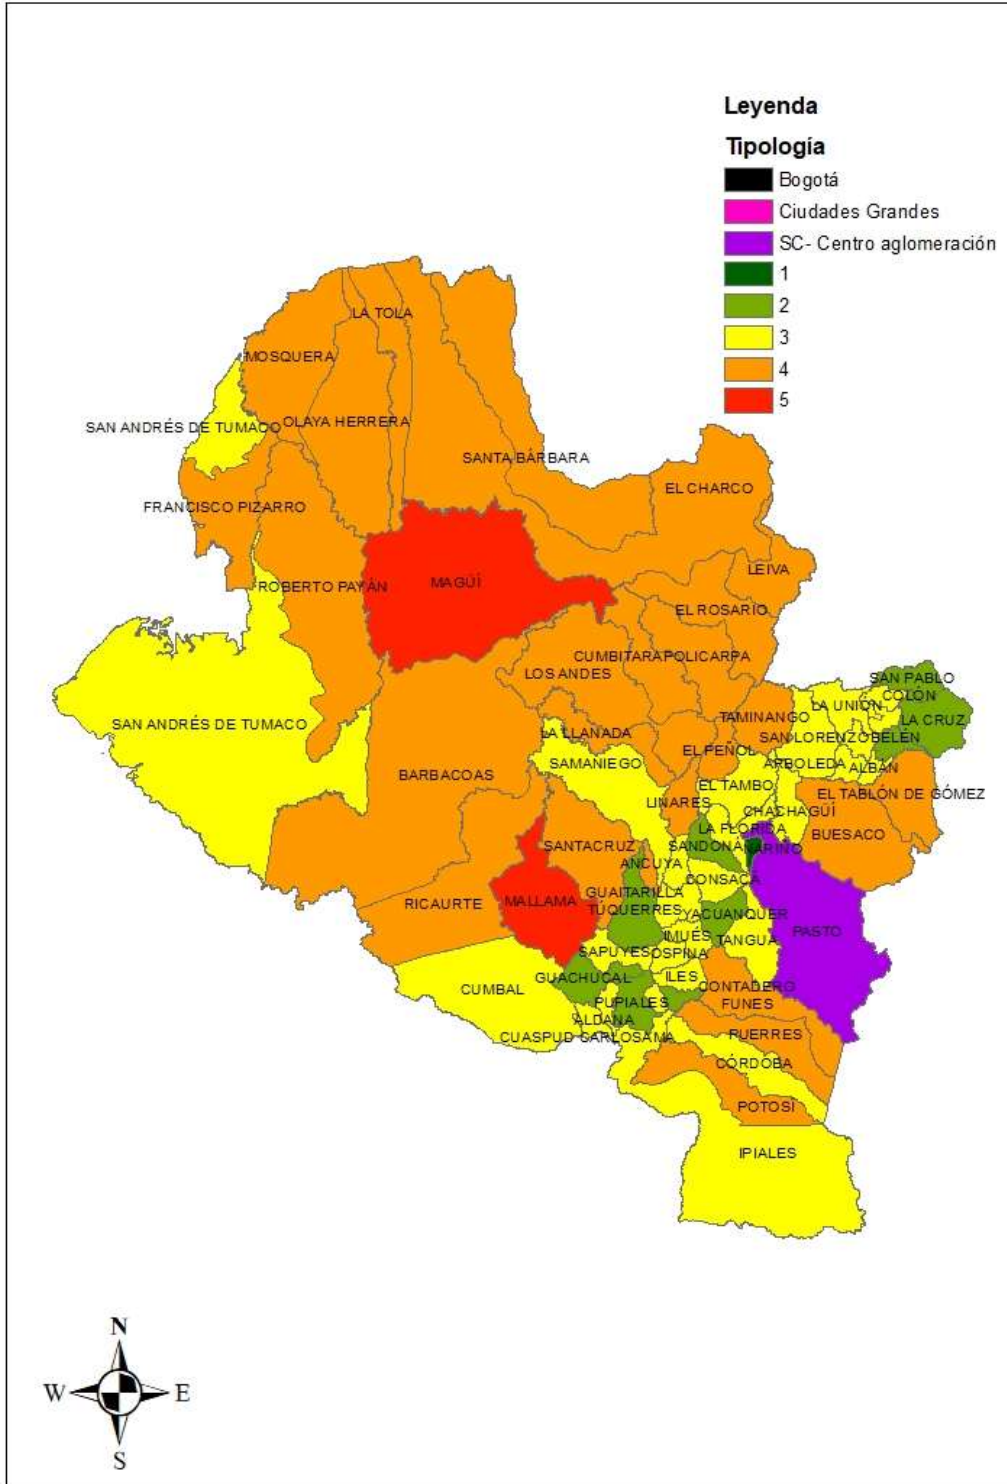 Leyenda
Tipología
Bogotá
Ciudades Grandes
SC- Centro aglomeración
1
2
3
4
5
LA TOLA
MOSQUERA
SAN ANDRÉS DE TUMACO
OLAYA HERRERA
SANTA BÁRBARA
EL CHARCO
FRANCISCO PIZARRO
LEIVA
ROBERTO PAYÁN
MAGÜÍ
EL ROSARIO
CUMBITARA
POLICARPA
LOS ANDES
SAN PABLO
COLÓN
LA UNIÓN
LA CRUZ
SAN ANDRÉS DE TUMACO
TAMINANGO
LA LLANADA
SAN LORENZO
BELÉN
EL PEÑOL
SAMANIEGO
ARBOLEDA
ALBÁN
BARBACOAS
EL TAMBO
EL TABLÓN DE GÓMEZ
LINARES
CHACHAGÜÍ
LA FLORIDA
BUESACO
SANTACRUZ
SANDONÁ
NARIÑO
ANCUYA
CONSACÁ
GUAITARILLA
MALLAMA
RICAURTE
TÚQUERRES
YACUANQUER
PASTO
IMUÉS
TANGUA
SAPUYES
OSPINA
GUACHUCAL
ILES
CUMBAL
CONTADERO
PUPIALES
FUNES
ALDANA
CUASPUD CARLOSAMA
PUERRES
CÓRDOBA
POTOSÍ
IPIALES
N
W
E
S